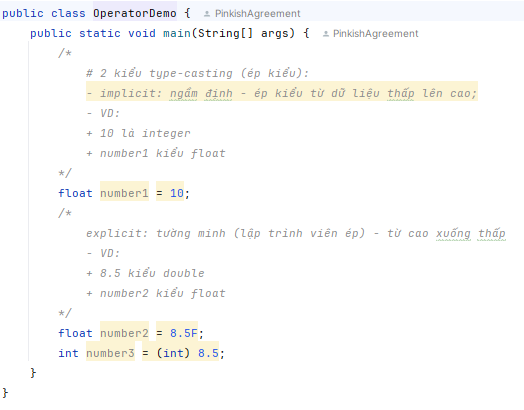 public class OperatorDemo { PinkishAgreement
public static void main(String[] args) { PinkishAgreement
/*
# 2 kiểu type-casting (ép kiểu):
- implicit: ngầm định - ép kiểu từ dữ liệu thấp lên cao;
- VD:
+ 10 là integer
+ number1 kiểu float
*/
float number1 = 10;
/*
explicit: tường minh (lập trình viên ép) - từ cao xuống thấp
- VD:
+ 8.5 kiểu double
+ number2 kiểu float
*/
float number2 = 8.5F;
int number3 = (int) 8.5;
}
}